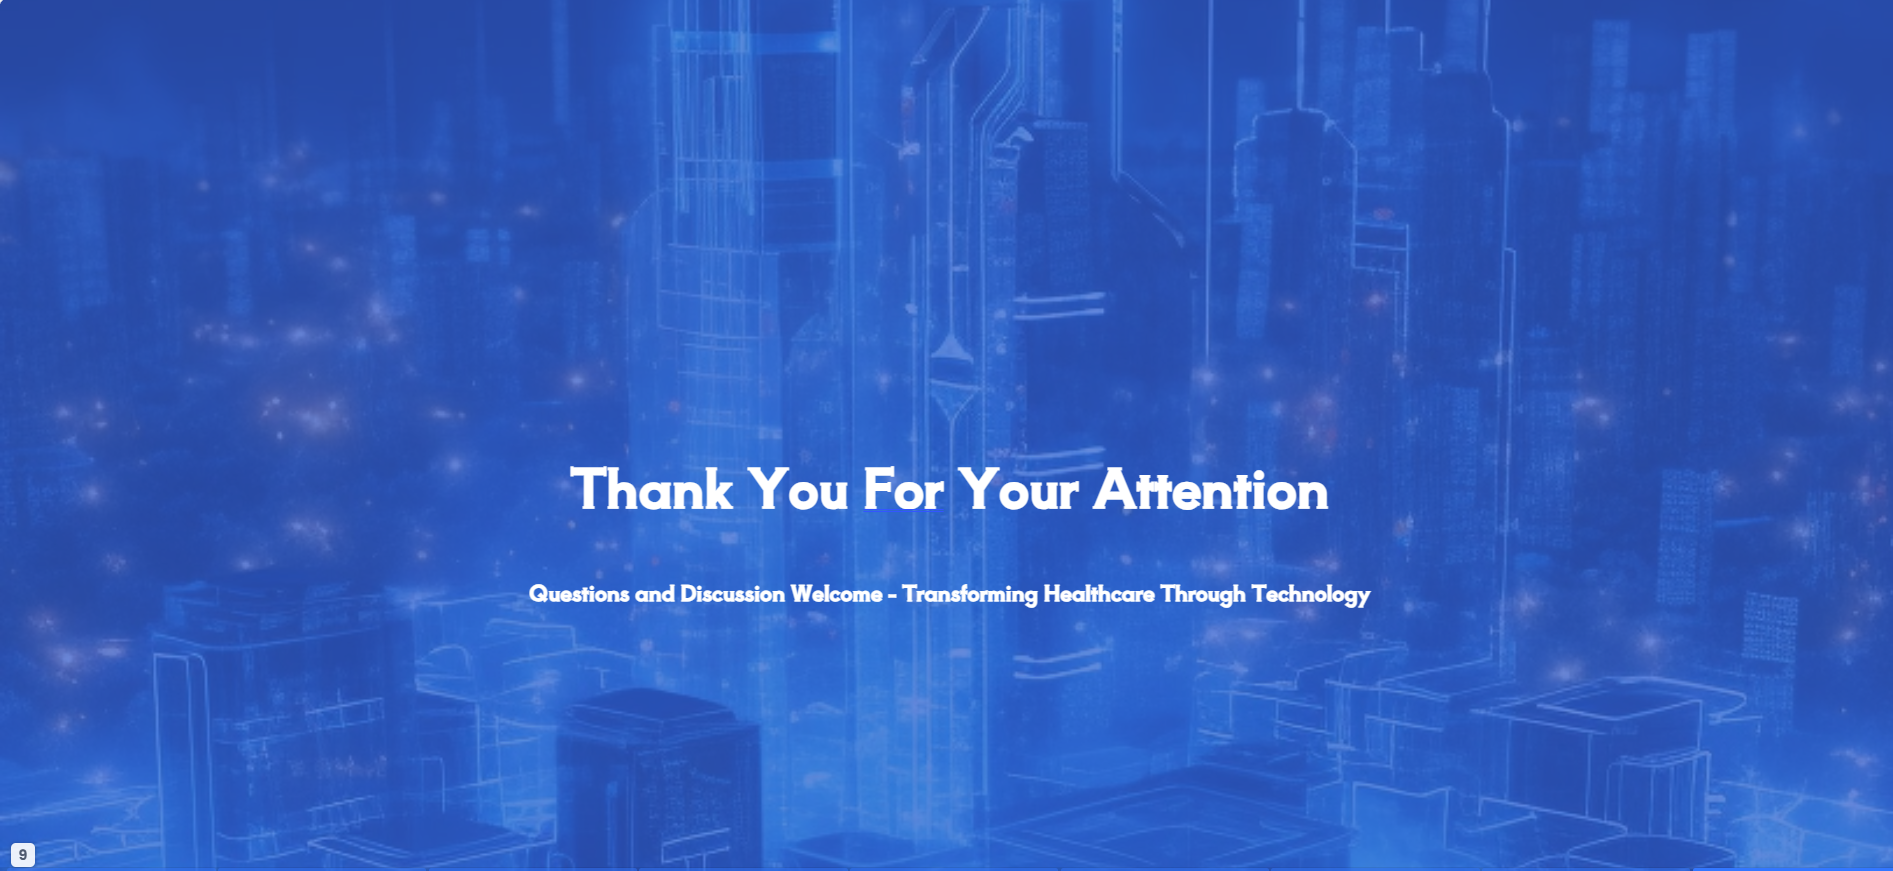 Thank You For Your Attention
Questions and Discussion Welcome - Transforming Healthcare Through Technology
9